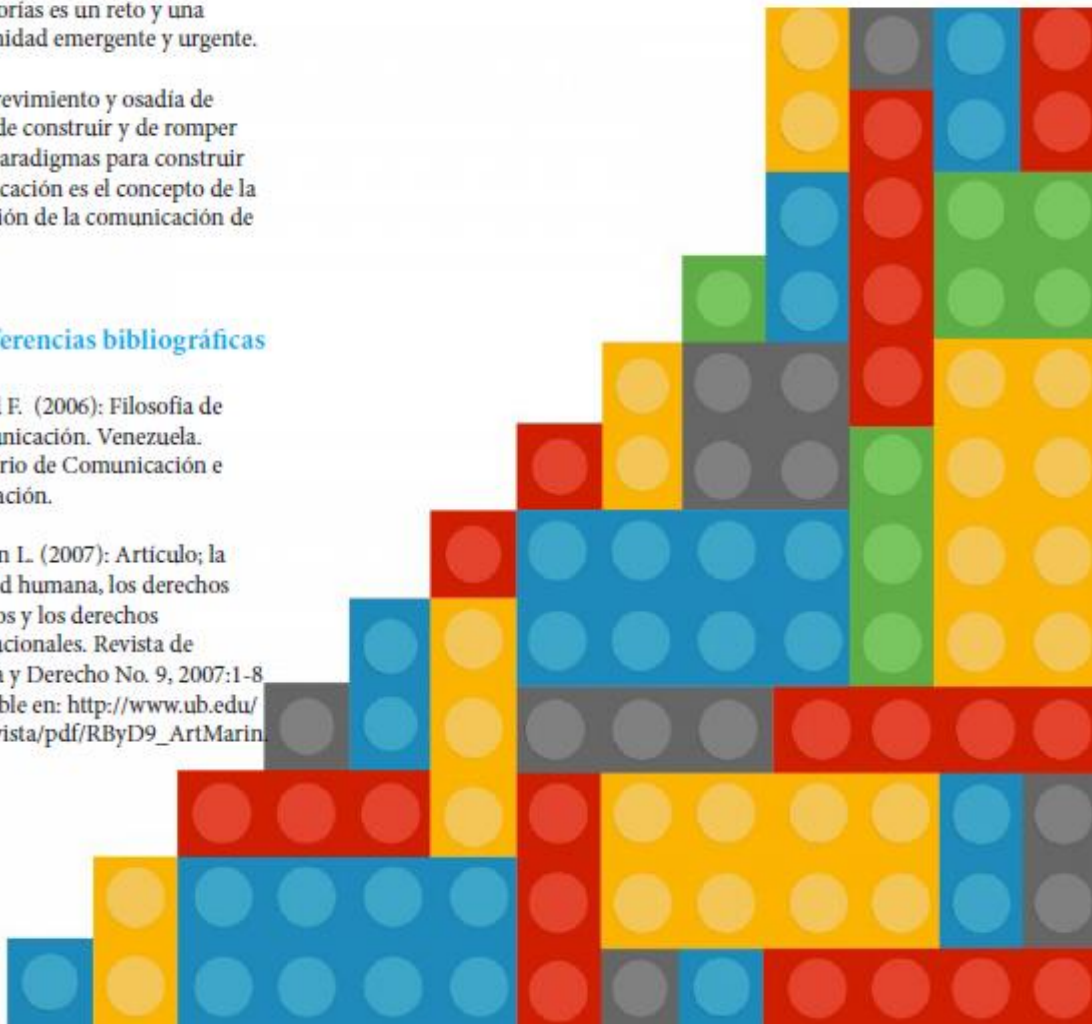 orías es un reto y una
nidad emergente y urgente.
revimiento y osadía de
de construir y de romper
aradigmas para construir
cación es el concepto de la
ión de la comunicación de
ferencias bibliográficas
l F. (2006): Filosofía de
unicación. Venezuela.
rio de Comunicación e
ación.
n L. (2007): Artículo; la
d humana, los derechos
os y los derechos
ucionales. Revista de
a y Derecho No. 9, 2007:1-8
ble en: http://www.ub.edu/
vista/pdf/RByD9_ArtMarin.